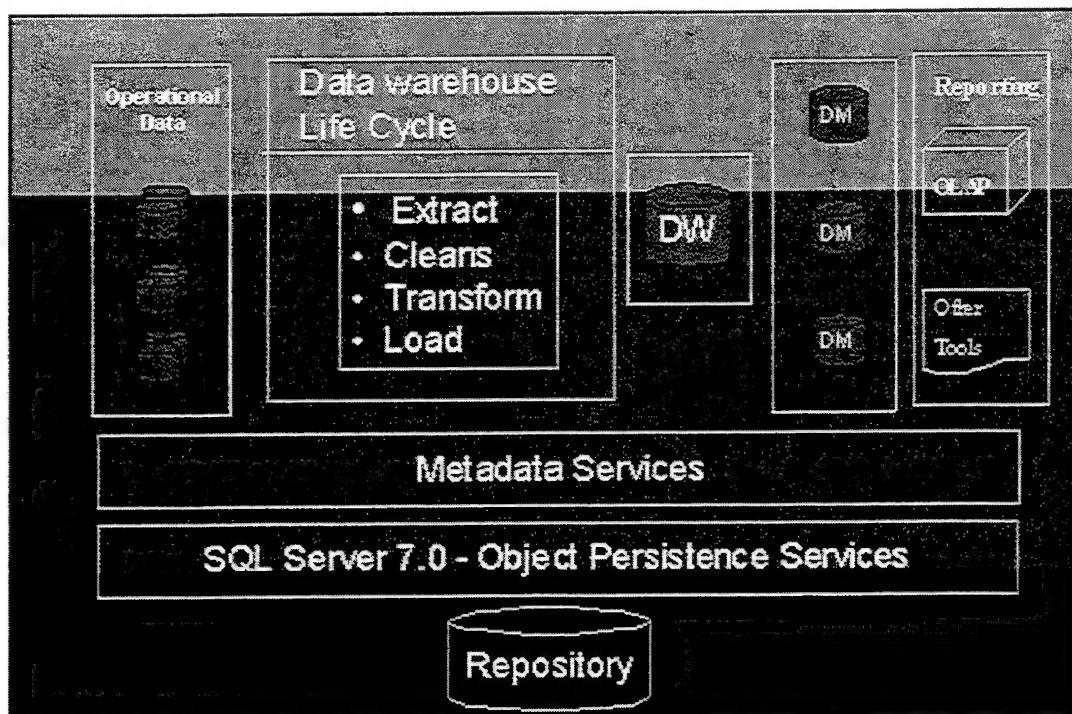 Operational
Data
Data warehouse
Life Cycle
• Extract
• Cleans
• Transform
• Load
DW
DM
DM
DM
Reporting
OLAP
Offer
Tools
Metadata Services
SQL Server 7.0 - Object Persistence Services
Repository